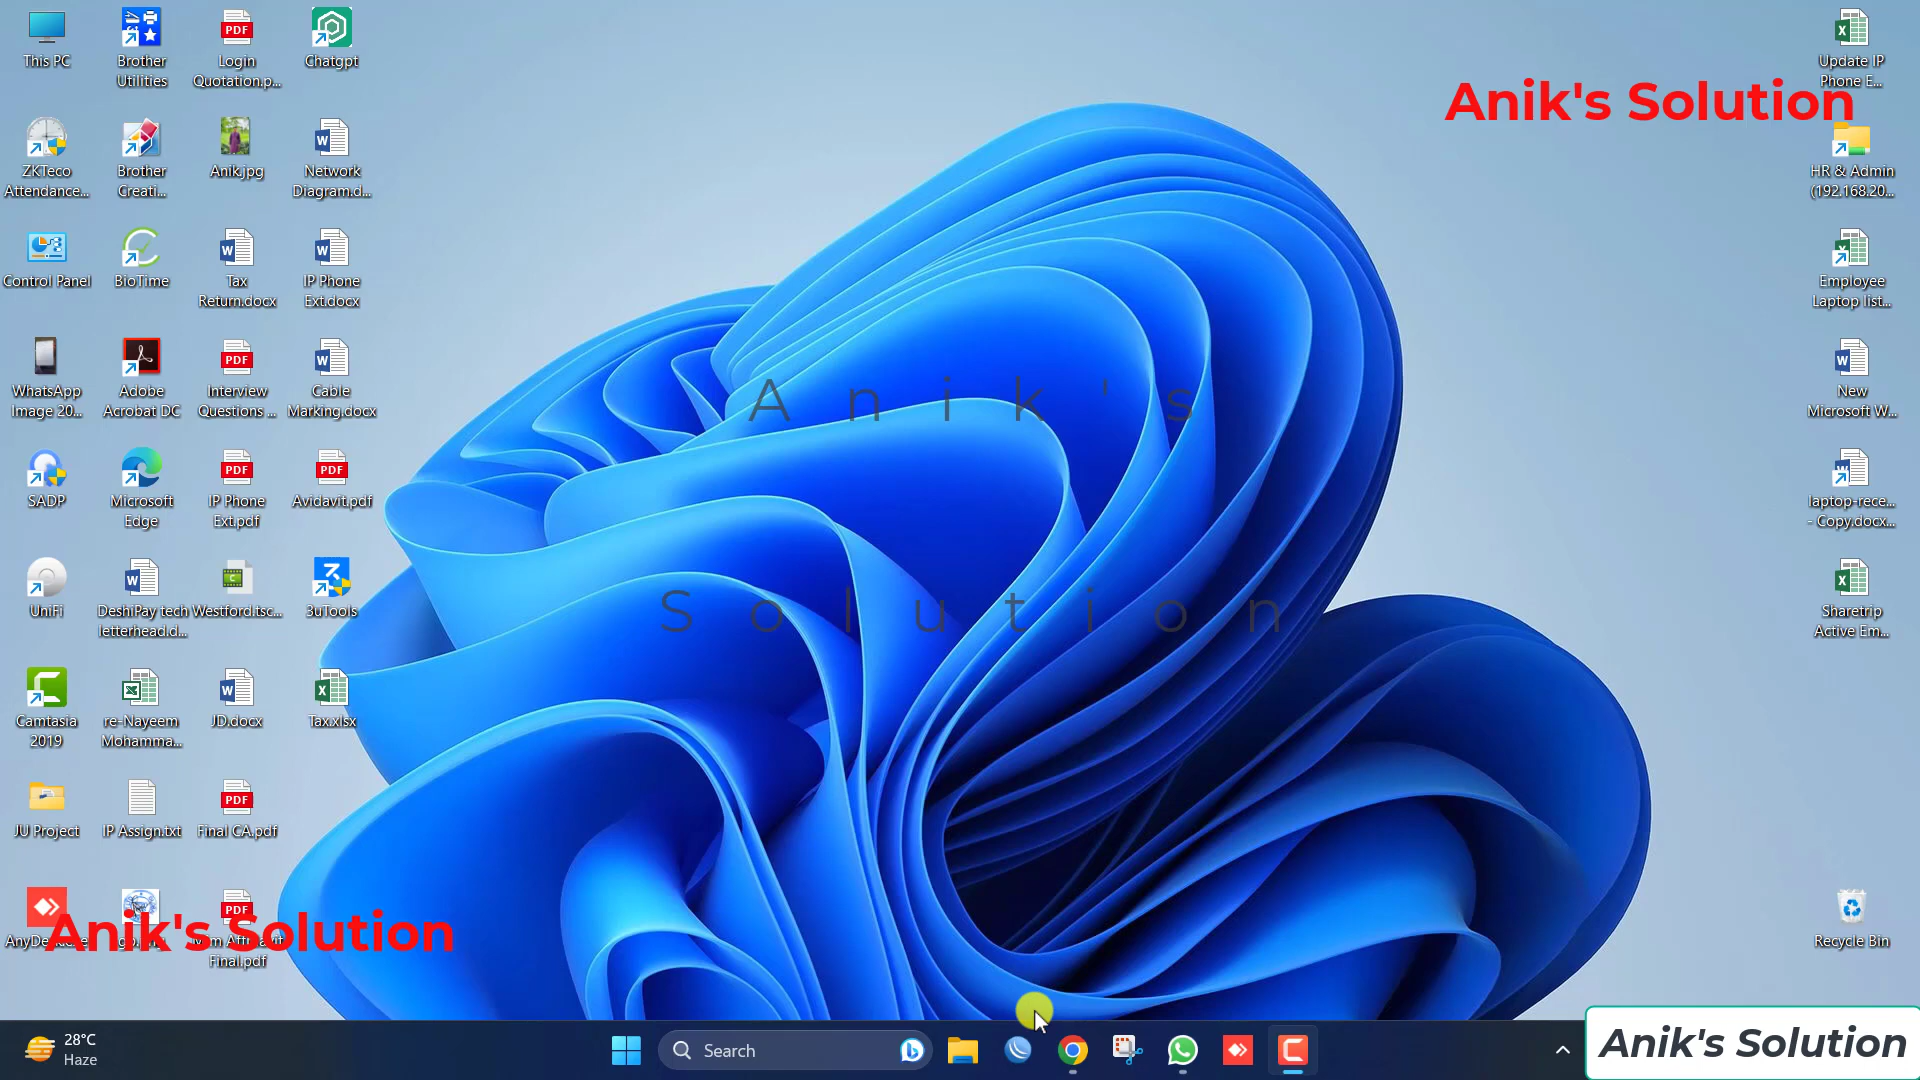 This PC
Brother
Utilities
Login
Quotation.p...
Chatgpt
Update IP
Phone E...
Anik's Solution
ZKTeco
Attendance...
Brother
Creati...
Anik.jpg
Network
Diagram.d...
HR & Admin
(192.168.20...
Control Panel
BioTime
Tax
Return.docx
IP Phone
Ext.docx
Employee
Laptop list...
WhatsApp
Image 20...
Adobe
Acrobat DC
Interview
Questions ...
Cable
Marking.docx
New
Microsoft W...
Anik's
Solution
SADP
Microsoft
Edge
IP Phone
Ext.pdf
Avidavit.pdf
laptop-rece...
- Copy.docx...
UniFi
DeshiPay tech
letterhead.d...
Westford.tsc...
3uTools
Sharetrip
Active Em...
Camtasia
2019
re-Nayeem
Mohamma...
JD.docx
Tax.xlsx
JU Project
IP Assign.txt
Final CA.pdf
Anik's Solution
Final.pdf
Recycle Bin
28°C
Haze
Search
Anik's Solution